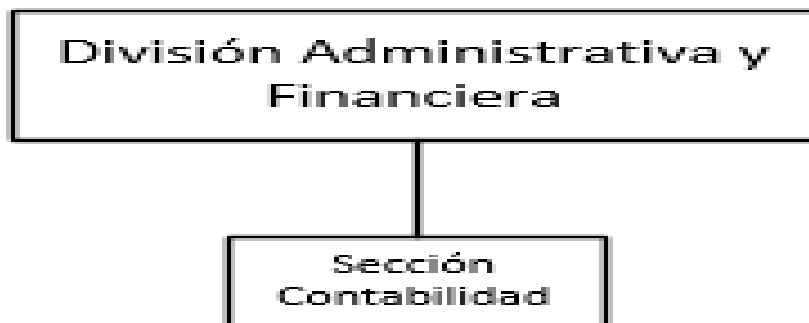 División Administrativa y
Financiera
Sección
Contabilidad